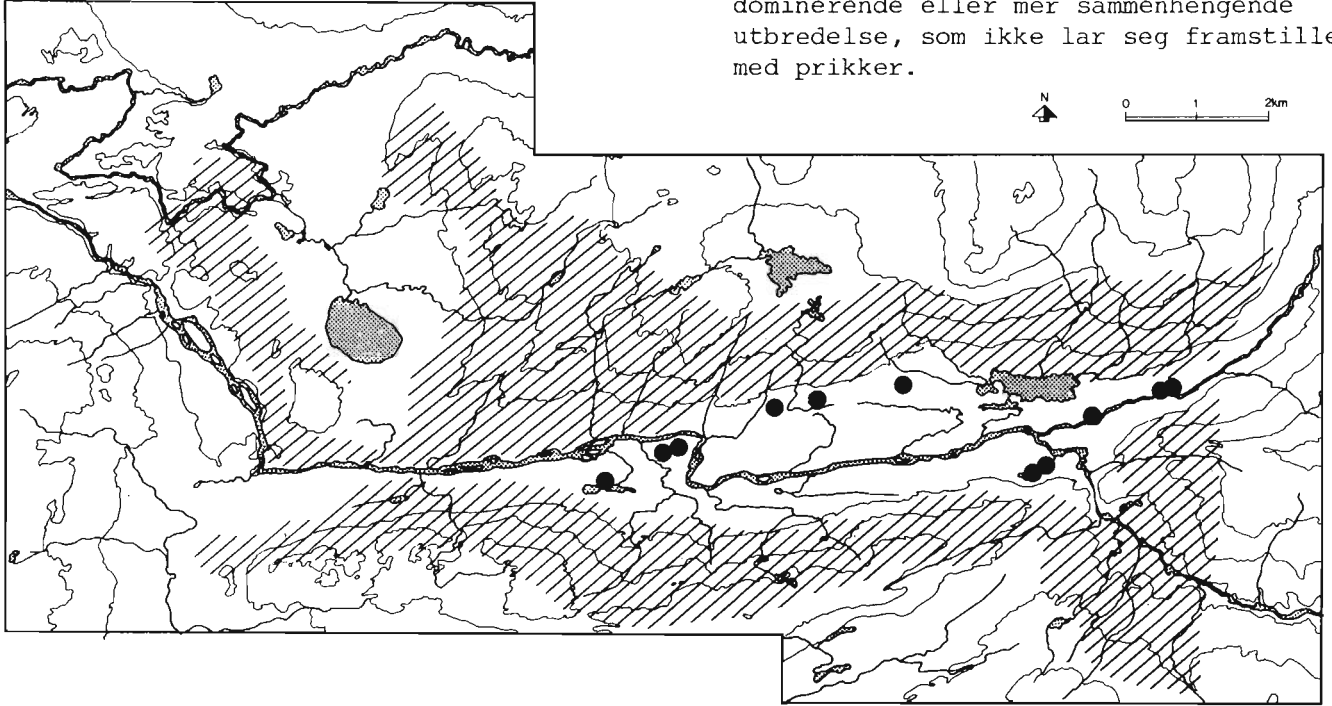 dominerende eller mer sammenhengende
utbredelse, som ikke lar seg framstille
med prikker.
N
0 1 2km